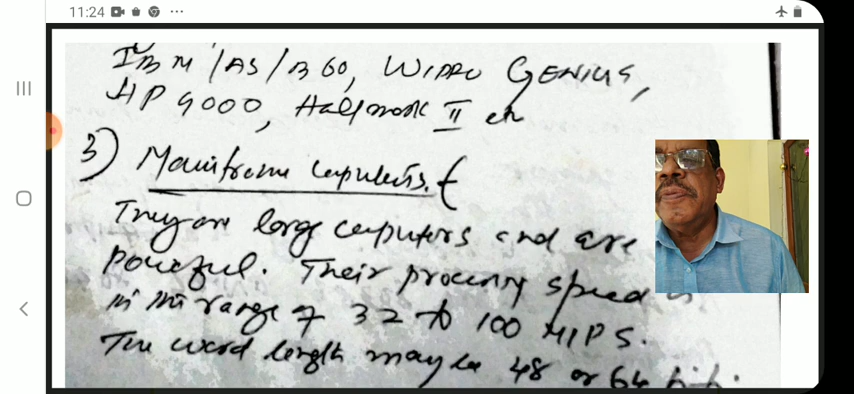 11:24
IBM /AS/B60, WIPRO GENIUS,
HP 9000, Hallmark II etc
3) Mainframe Computers. (
They are large computers and are
powerful. Their processing speed is
in the range of 32 to 100 MIPS.
The word length may be 48 or 64 bits.